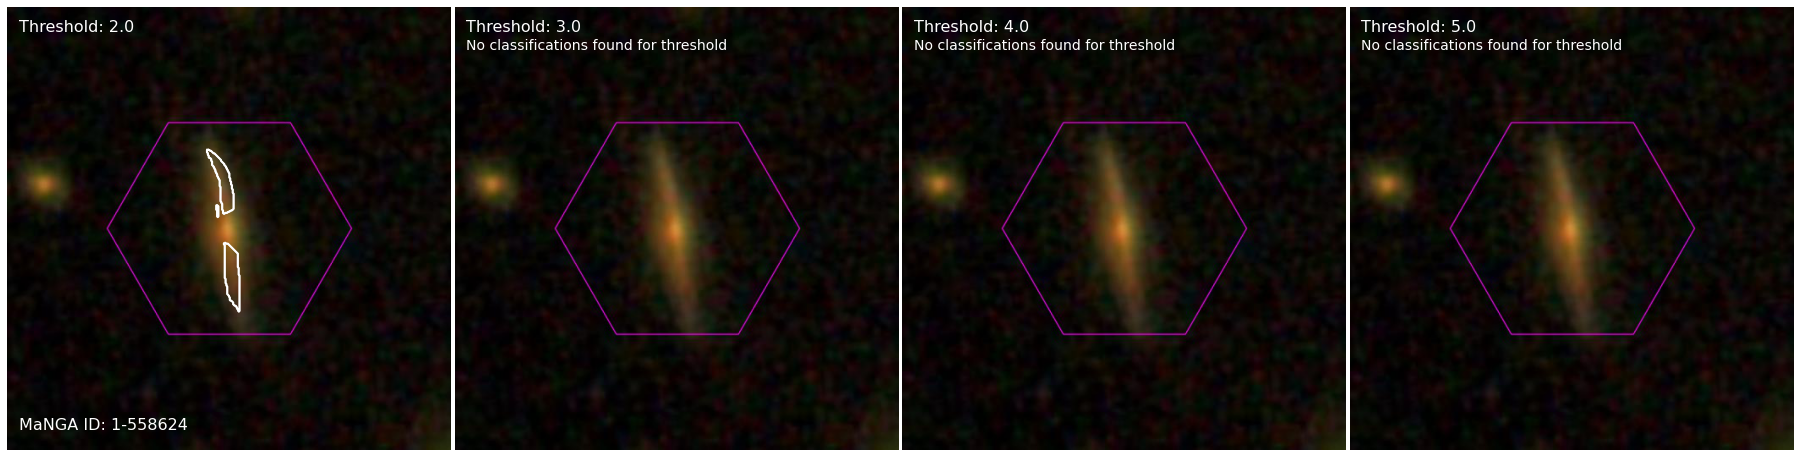 Threshold: 2.0
MaNGA ID: 1-558624
Threshold: 3.0
No classifications found for threshold
Threshold: 4.0
No classifications found for threshold
Threshold: 5.0
No classifications found for threshold